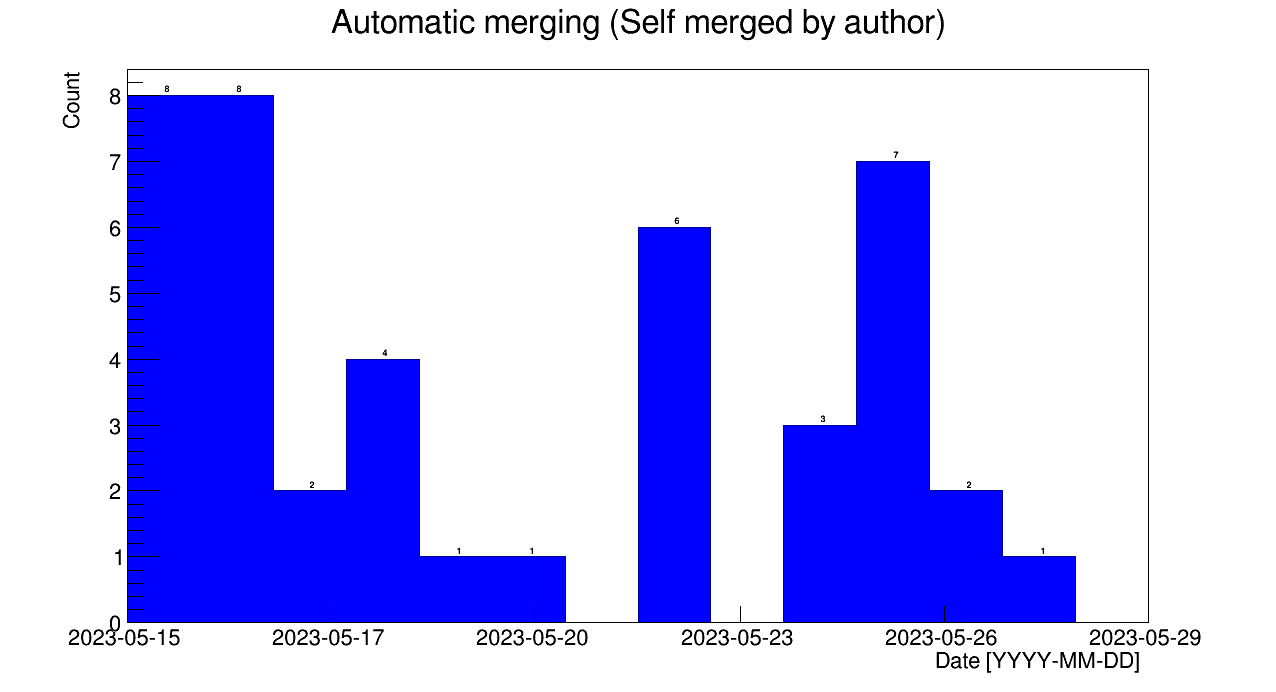 Automatic merging (Self merged by author)
Count
8
7
6
5
4
3
2
1
0
8 8 2 4 1 1 6 3 7 2 1
2023-05-15 2023-05-17 2023-05-20 2023-05-23 2023-05-26 2023-05-29
Date [YYYY-MM-DD]